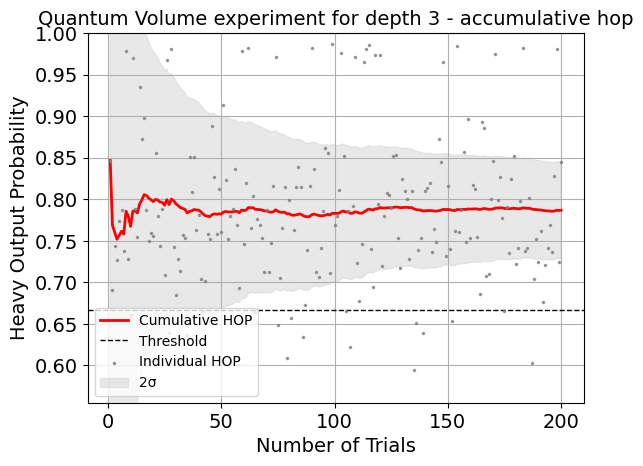 Quantum Volume experiment for depth 3 - accumulative hop
1.00
0.95
0.90
0.85
0.80
0.75
0.70
0.65
0.60
Heavy Output Probability
Cumulative HOP
Threshold
Individual HOP
2σ
0
50
100
150
200
Number of Trials